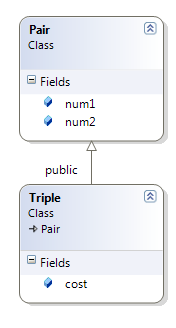 Pair
Class
Fields
num1
num2
public
Triple
Class
Pair
Fields
cost